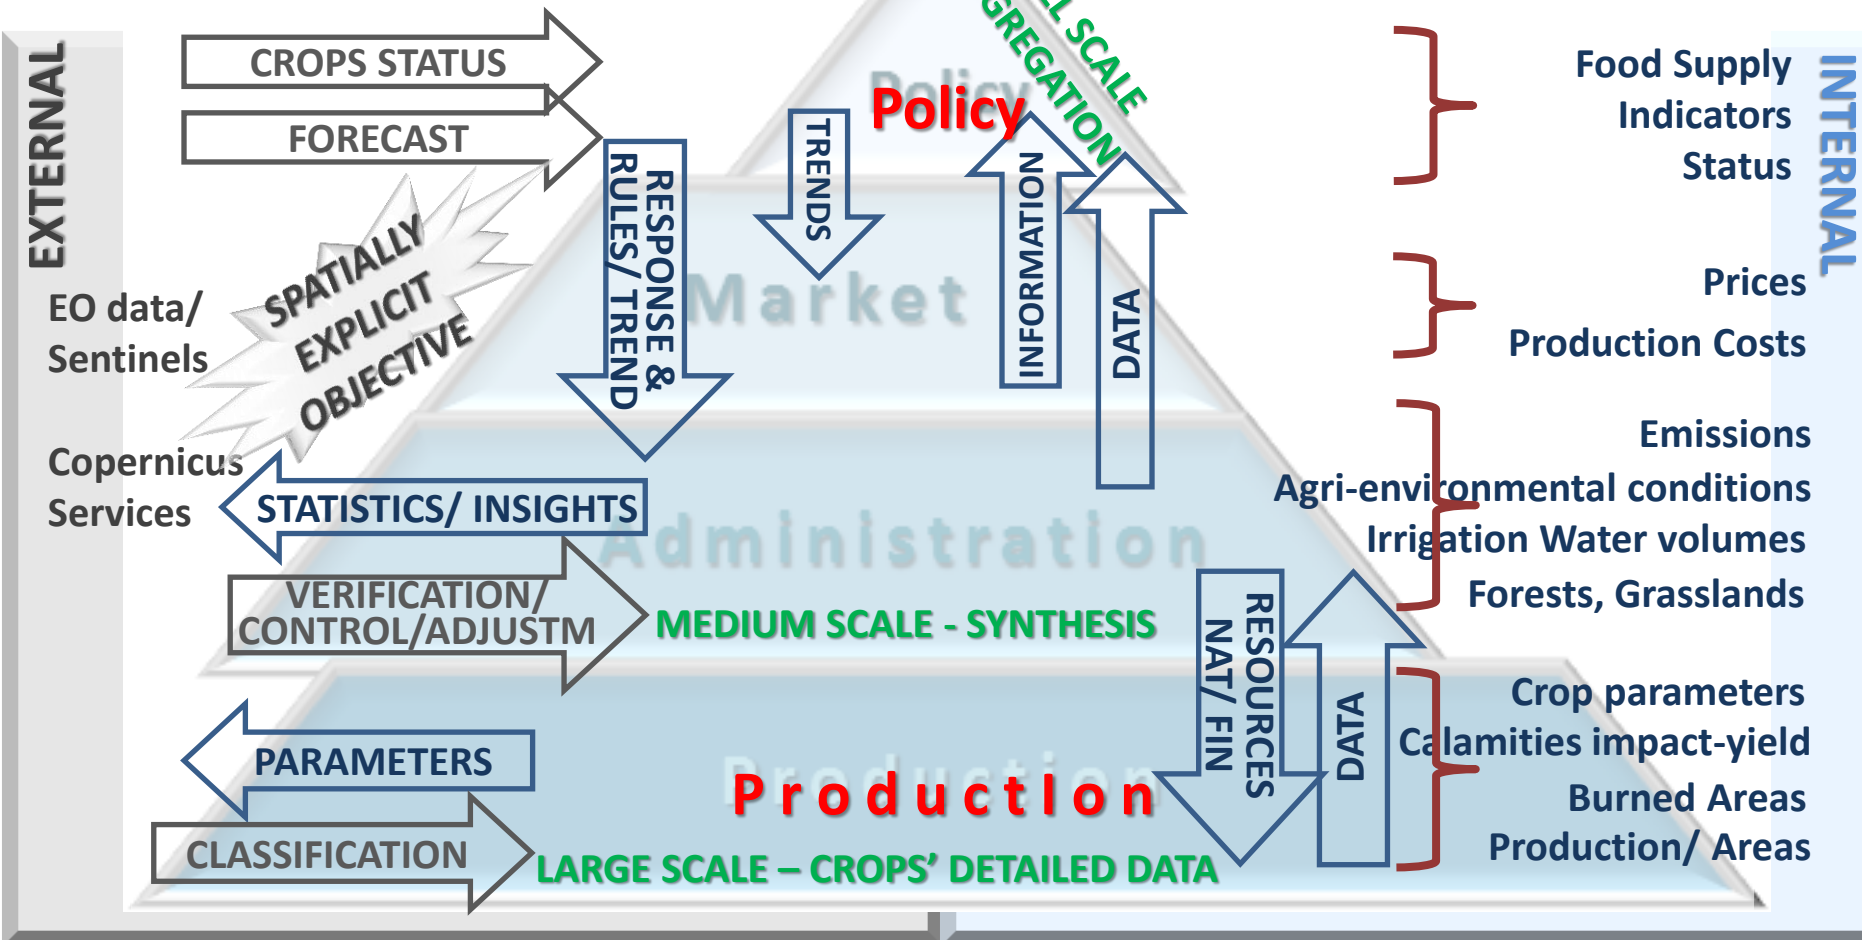 EXTERNAL
CROPS STATUS
FORECAST
SCALE
GREGATION
Policy
Policy
TRENDS
RESPONSE &
RULES/ TREND
INFORMATION
DATA
SPATIALLY
EXPLICIT
OBJECTIVE
EO data/
Sentinels
Copernicus
Services
Market
STATISTICS/ INSIGHTS
Administration
VERIFICATION/
CONTROL/ADJUSTM
MEDIUM SCALE - SYNTHESIS
RESOURCES
NAT/ FIN
DATA
PARAMETERS
Production
ProductIon
CLASSIFICATION
LARGE SCALE – CROPS’ DETAILED DATA
INTERNAL
Food Supply
Indicators
Status
Prices
Production Costs
Emissions
Agri-environmental conditions
Irrigation Water volumes
Forests, Grasslands
Crop parameters
Calamities impact-yield
Burned Areas
Production/ Areas